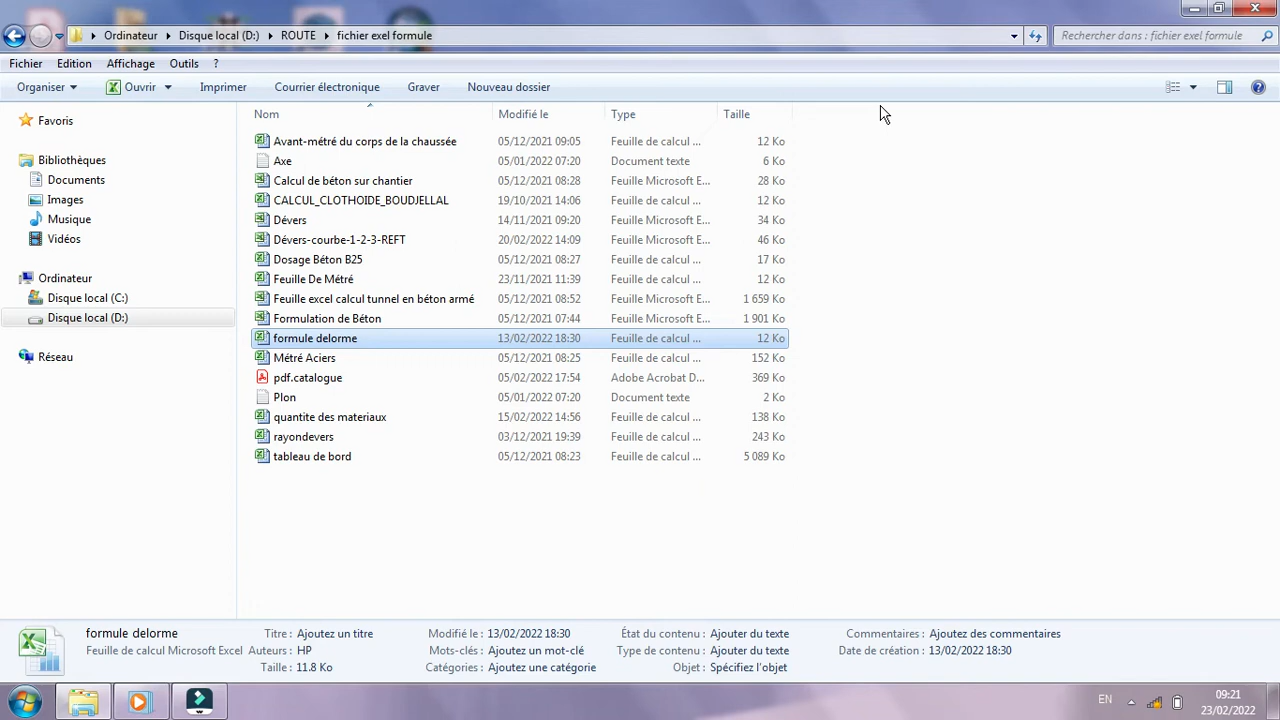 Ordinateur Disque local (D:) ROUTE fichier exel formule
Rechercher dans : fichier exel formule
Fichier Edition Affichage Outils ?
Organiser Ouvrir Imprimer Courrier électronique Graver Nouveau dossier
Nom Modifié le Type Taille
Favoris
Bibliothèques
Documents
Images
Musique
Vidéos
Ordinateur
Disque local (C:)
Disque local (D:)
Réseau
Avant-métré du corps de la chaussée 05/12/2021 09:05 Feuille de calcul ... 12 Ko
Axe 05/01/2022 07:20 Document texte 6 Ko
Calcul de béton sur chantier 05/12/2021 08:28 Feuille Microsoft E... 28 Ko
CALCUL_CLOTHOIDE_BOUDJELLAL 19/10/2021 14:06 Feuille Microsoft E... 12 Ko
Dévers 14/11/2021 09:20 Feuille Microsoft E... 34 Ko
Dévers-courbe-1-2-3-REFT 20/02/2022 14:09 Feuille Microsoft E... 46 Ko
Dosage Béton B25 05/12/2021 08:27 Feuille de calcul ... 17 Ko
Feuille De Métré 23/11/2021 11:39 Feuille de calcul ... 12 Ko
Feuille excel calcul tunnel en béton armé 05/12/2021 08:52 Feuille Microsoft E... 1 659 Ko
Formulation de Béton 05/12/2021 07:44 Feuille Microsoft E... 1 901 Ko
formule delorme 13/02/2022 18:30 Feuille de calcul ... 12 Ko
Métré Aciers 05/12/2021 08:25 Feuille de calcul ... 152 Ko
pdf.catalogue 05/02/2022 17:54 Adobe Acrobat D... 369 Ko
Plon 05/01/2022 07:20 Document texte 2 Ko
quantite des materiaux 15/02/2022 14:56 Feuille de calcul ... 138 Ko
rayondevers 03/12/2021 19:39 Feuille de calcul ... 243 Ko
tableau de bord 05/12/2021 08:23 Feuille de calcul ... 5 089 Ko
formule delorme Titre : Ajoutez un titre Modifié le : 13/02/2022 18:30 État du contenu : Ajouter du texte Commentaires : Ajoutez des commentaires
Feuille de calcul Microsoft Excel Auteurs : HP Mots-clés : Ajoutez un mot-clé Type de contenu : Ajouter du texte Date de création : 13/02/2022 18:30
Taille : 11.8 Ko Catégories : Ajoutez une catégorie Objet : Spécifiez l'objet
EN
09:21
23/02/2022